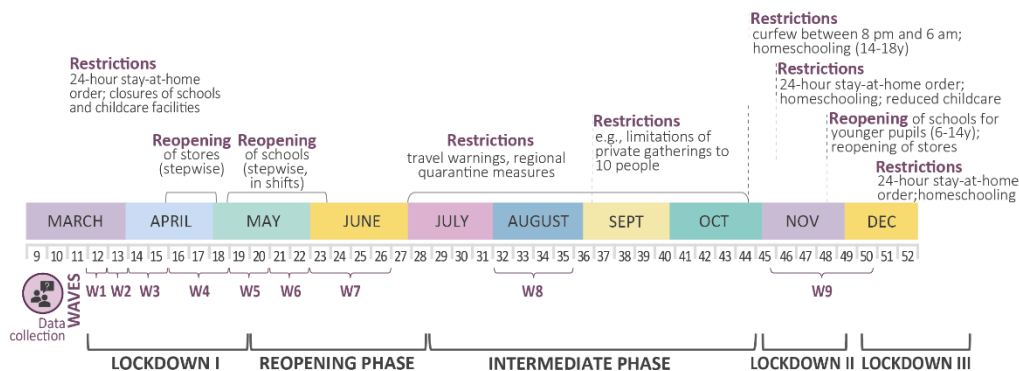 Restrictions
24-hour stay-at-home
order; closures of schools
and childcare facilities
Reopening
of stores
(stepwise)
Reopening
of schools
(stepwise,
in shifts)
Restrictions
travel warnings, regional
quarantine measures
Restrictions
e.g., limitations of
private gatherings to
10 people
Restrictions
curfew between 8 pm and 6 am;
homeschooling (14-18y)
Restrictions
24-hour stay-at-home order;
homeschooling; reduced childcare
Reopening of schools for
younger pupils (6-14y);
reopening of stores
Restrictions
24-hour stay-at-home
order;homeschooling
MARCH APRIL MAY JUNE JULY AUGUST SEPT OCT NOV DEC
9 10 11 12 13 14 15 16 17 18 19 20 21 22 23 24 25 26 27 28 29 30 31 32 33 34 35 36 37 38 39 40 41 42 43 44 45 46 47 48 49 50 51 52
?
Data
collection
WAVES
W1 W2 W3 W4 W5 W6 W7 W8 W9
LOCKDOWN I REOPENING PHASE INTERMEDIATE PHASE LOCKDOWN II LOCKDOWN III